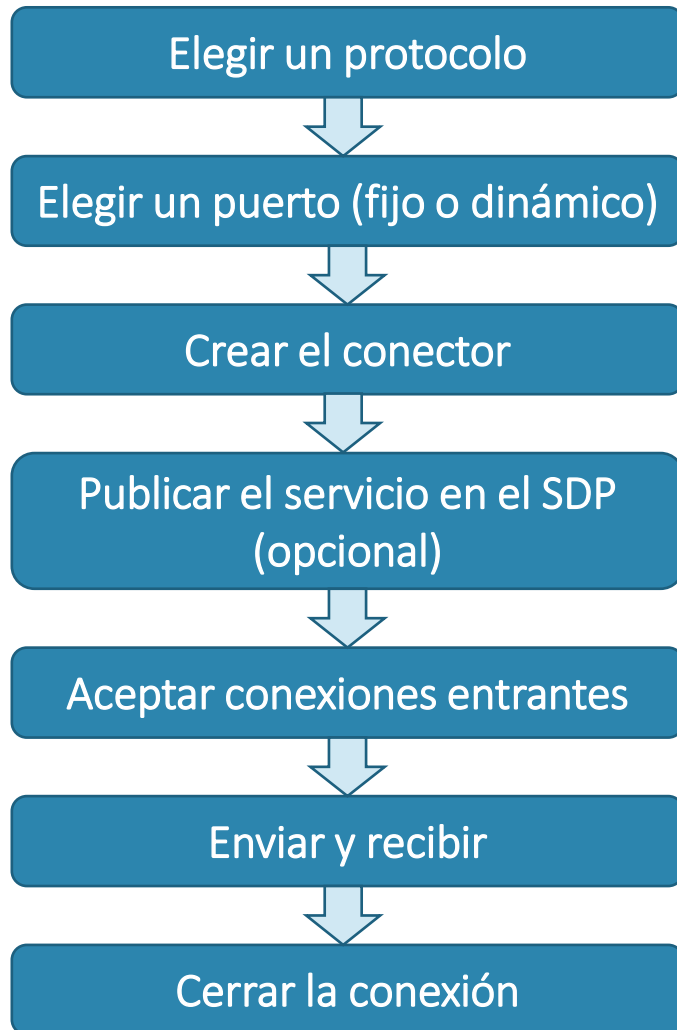 Elegir un protocolo
Elegir un puerto (fijo o dinámico)
Crear el conector
Publicar el servicio en el SDP
(opcional)
Aceptar conexiones entrantes
Enviar y recibir
Cerrar la conexión